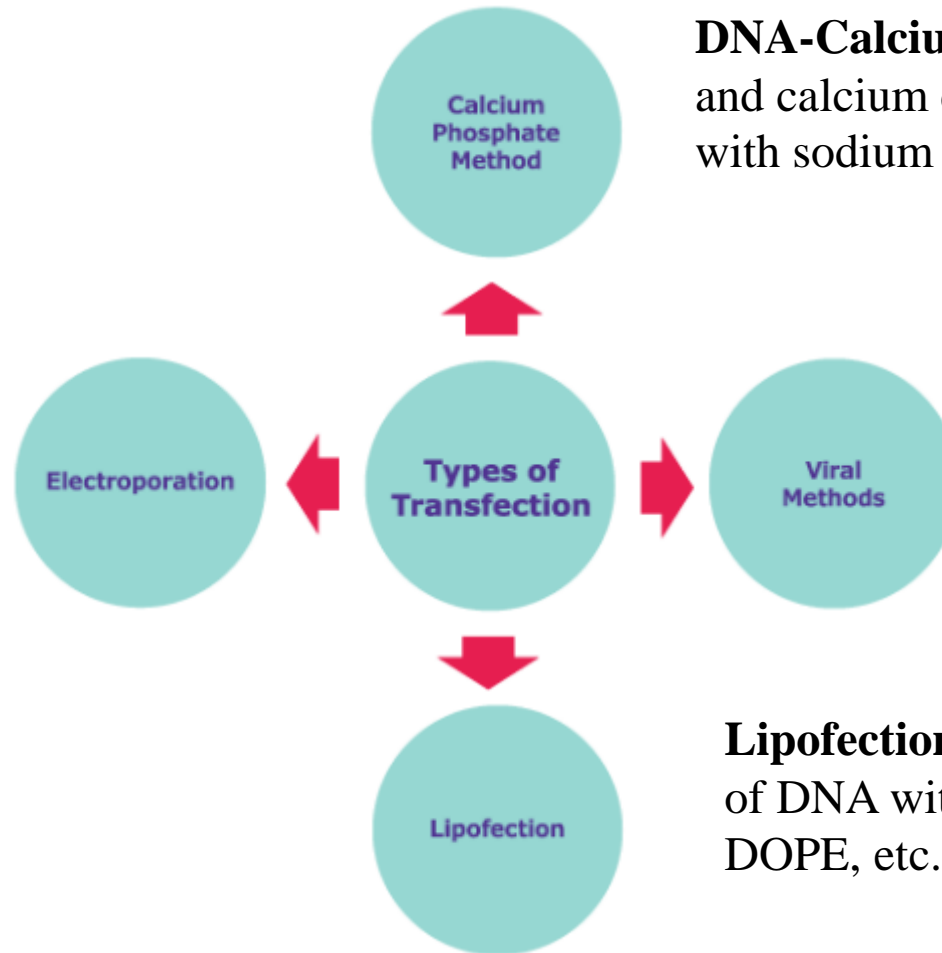 DNA-Calciu
and calcium
with sodium
Calcium
Phosphate
Method
Electroporation
Types of
Transfection
Viral
Methods
Lipofection
of DNA wit
DOPE, etc.
Lipofection